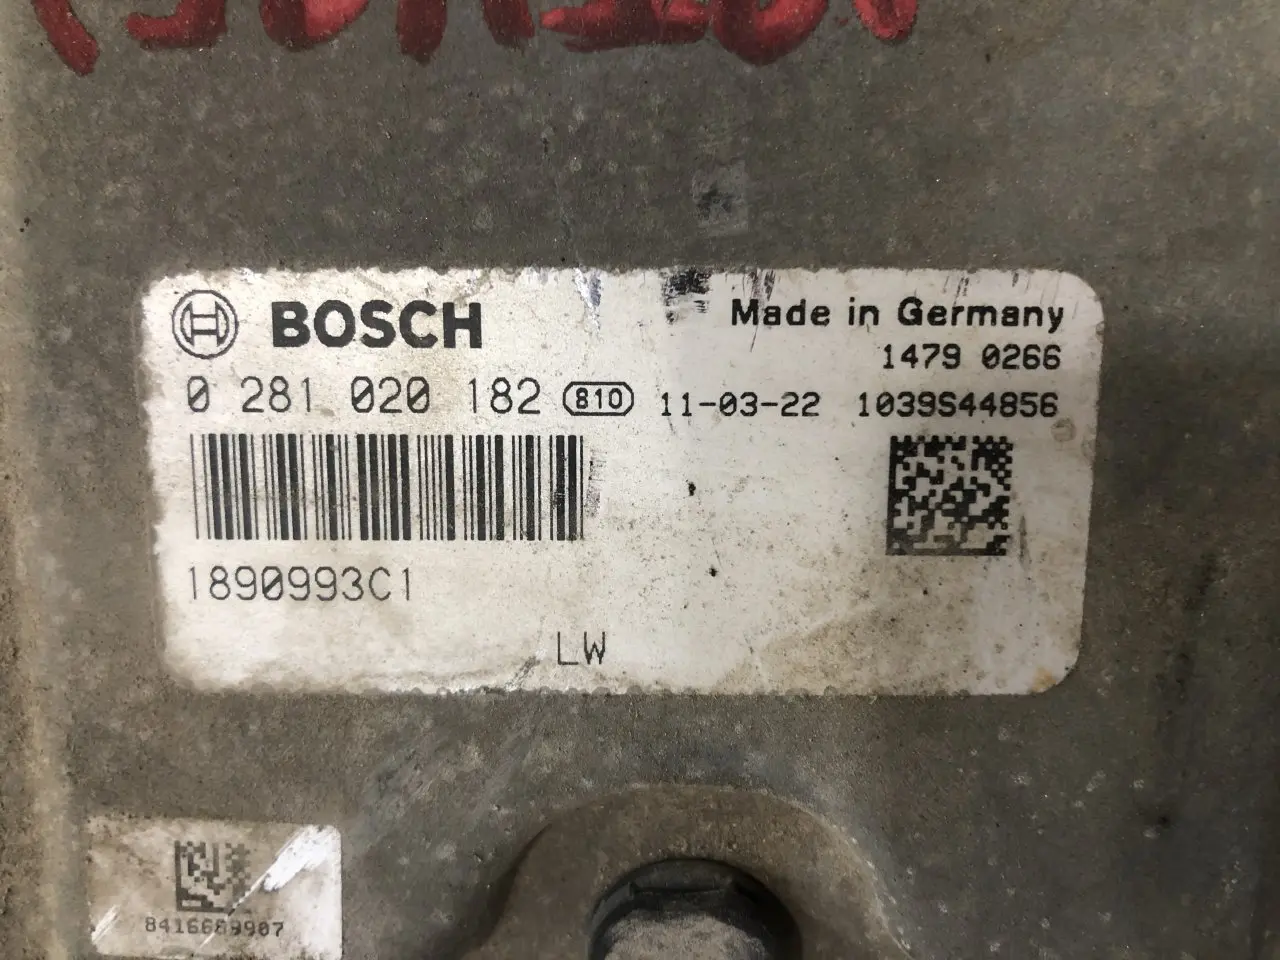 BOSCH
Made in Germany
1479 0266
0 281 020 182 810 11-03-22 1039S44856
1890993C1
LW
8416689907